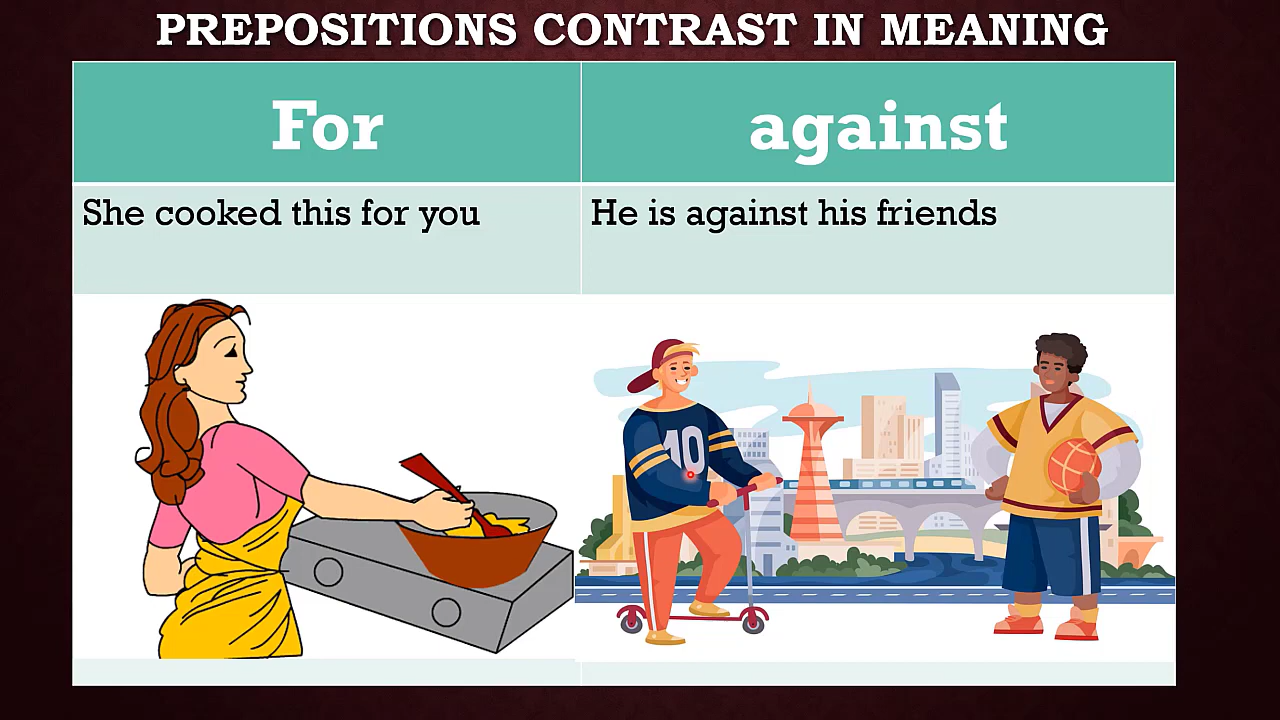 PREPOSITIONS CONTRAST IN MEANING
For
against
She cooked this for you
He is against his friends
10